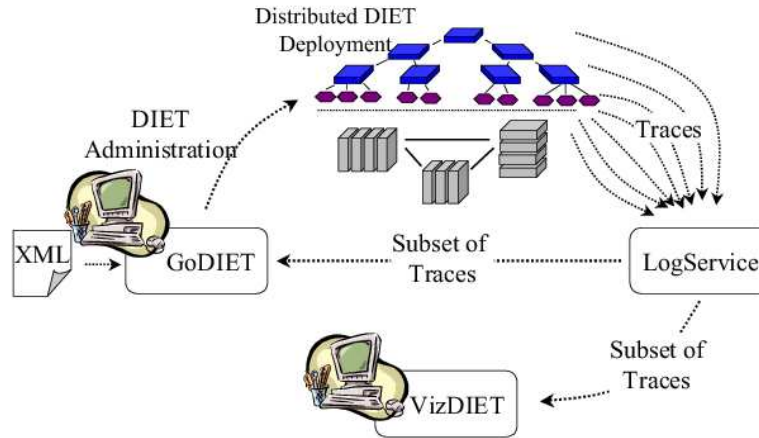 Distributed DIET
Deployment
DIET
Administration
Traces
XML
GoDIET
Subset of
Traces
LogService
Subset of
Traces
VizDIET